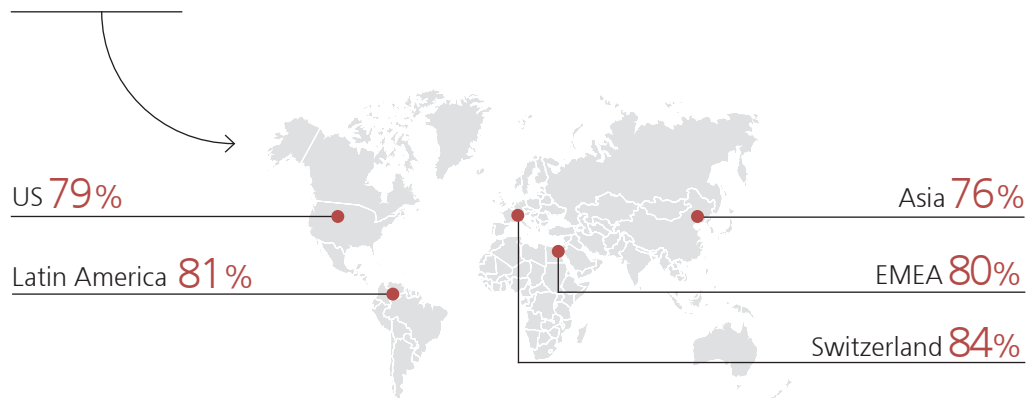 US 79%
Latin America 81%
Asia 76%
EMEA 80%
Switzerland 84%